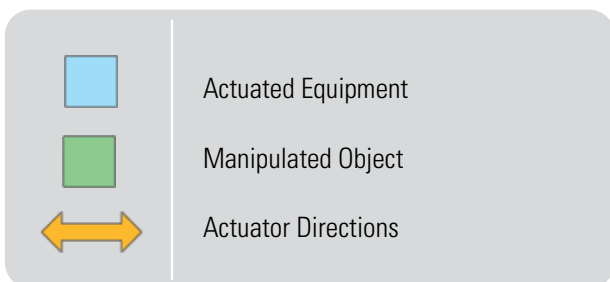 Actuated Equipment
Manipulated Object
Actuator Directions